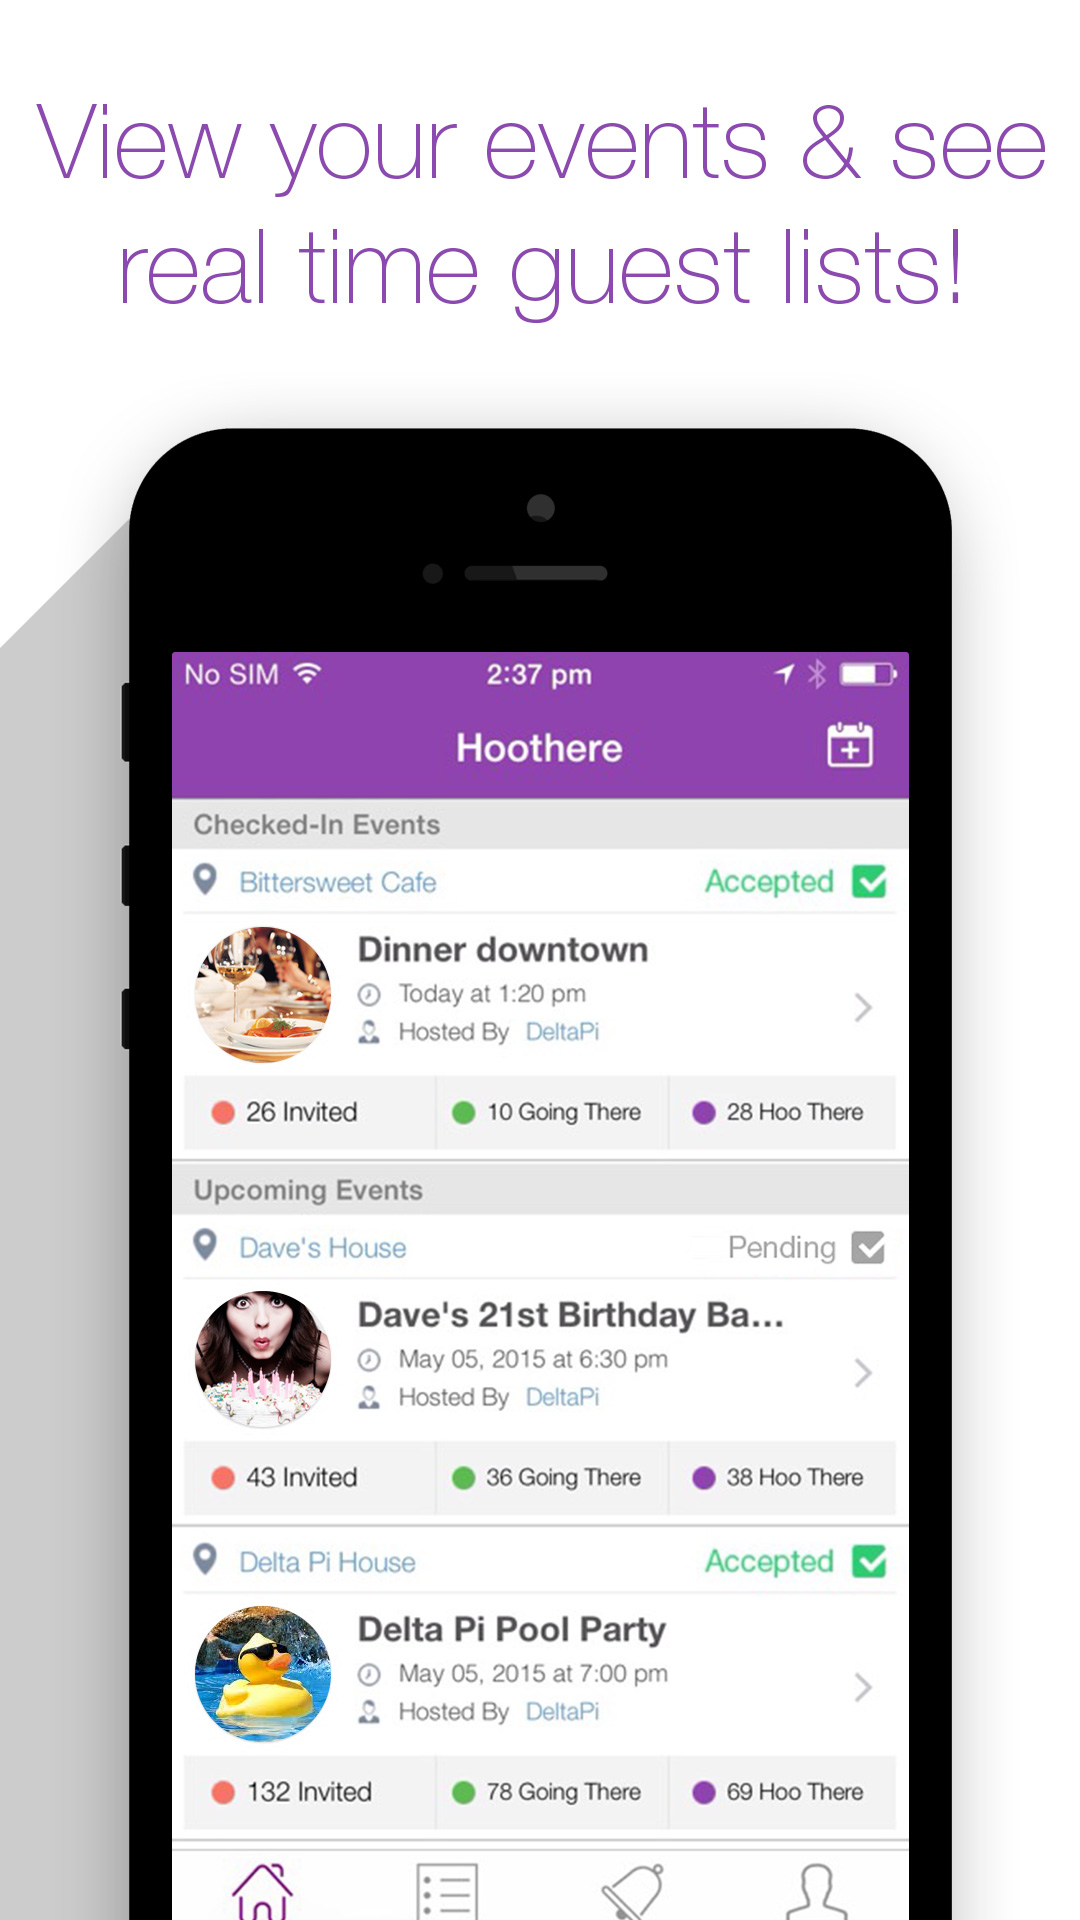 View your events & see
real time guest lists!
No SIM 2:37 pm
Hoothere
Checked-In Events
Bittersweet Cafe Accepted
Dinner downtown
Today at 1:20 pm
Hosted By DeltaPi
26 Invited 10 Going There 28 Hoo There
Upcoming Events
Dave's House Pending
Dave's 21st Birthday Ba...
May 05, 2015 at 6:30 pm
Hosted By DeltaPi
43 Invited 36 Going There 38 Hoo There
Delta Pi House Accepted
Delta Pi Pool Party
May 05, 2015 at 7:00 pm
Hosted By DeltaPi
132 Invited 78 Going There 69 Hoo There